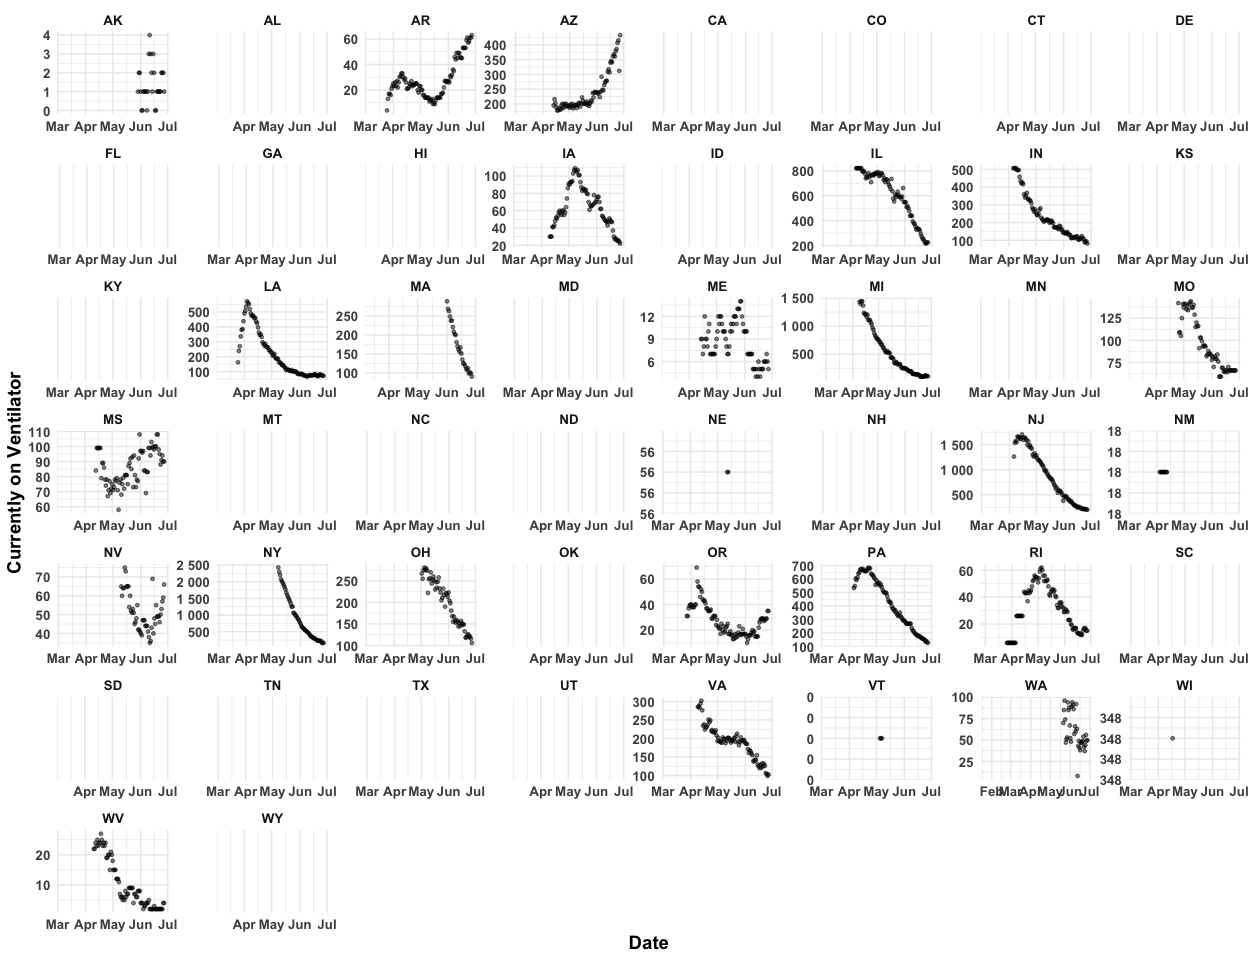 AK AL AR AZ CA CO CT DE
4 3 2 1 0
60 40 20
400 350 300 250 200
Mar Apr May Jun Jul Apr May Jun Jul Mar Apr May Jun Jul Mar Apr May Jun Jul Mar Apr May Jun Jul Mar Apr May Jun Jul Apr May Jun Jul Mar Apr May Jun Jul
FL GA HI IA ID IL IN KS
100 80 60 40 20
800 600 400 200
500 400 300 200 100
Mar Apr May Jun Jul Mar Apr May Jun Jul Mar Apr May Jun Jul Mar Apr May Jun Jul Mar Apr May Jun Jul Mar Apr May Jun Jul Mar Apr May Jun Jul Mar Apr May Jun Jul
KY LA MA MD ME MI MN MO
500 400 300 200 100
250 200 150 100
12 9 6
1 500 1 000 500
125 100 75
Mar Apr May Jun Jul Mar Apr May Jun Jul Mar Apr May Jun Jul Mar Apr May Jun Jul Mar Apr May Jun Jul Mar Apr May Jun Jul Mar Apr May Jun Jul Mar Apr May Jun Jul
Currently on Ventilator
MS MT NC ND NE NH NJ NM
110 100 90 80 70 60
56 56 56 56
1 500 1 000 500
18 18 18 18 18
Apr May Jun Jul Mar Apr May Jun Jul Mar Apr May Jun Jul Mar Apr May Jun Jul Mar Apr May Jun Jul Mar Apr May Jun Jul Mar Apr May Jun Jul Mar Apr May Jun Jul
NV NY OH OK OR PA RI SC
70 60 50 40
2 500 2 000 1 500 1 000 500
250 200 150 100
60 40 20
700 600 500 400 300 200 100
60 40 20
Mar Apr May Jun Jul Mar Apr May Jun Jul Mar Apr May Jun Jul Apr May Jun Jul Mar Apr May Jun Jul Mar Apr May Jun Jul Mar Apr May Jun Jul Mar Apr May Jun Jul
SD TN TX UT VA VT WA WI
300 250 200 150 100
0 0 0 0 0
100 75 50 25
348 348 348 348
Apr May Jun Jul Mar Apr May Jun Jul Mar Apr May Jun Jul Apr May Jun Jul Mar Apr May Jun Jul Mar Apr May Jun Jul Feb Mar Apr May Jun Jul Mar Apr May Jun Jul
WV WY
20 10
Mar Apr May Jun Jul Apr May Jun Jul
Date